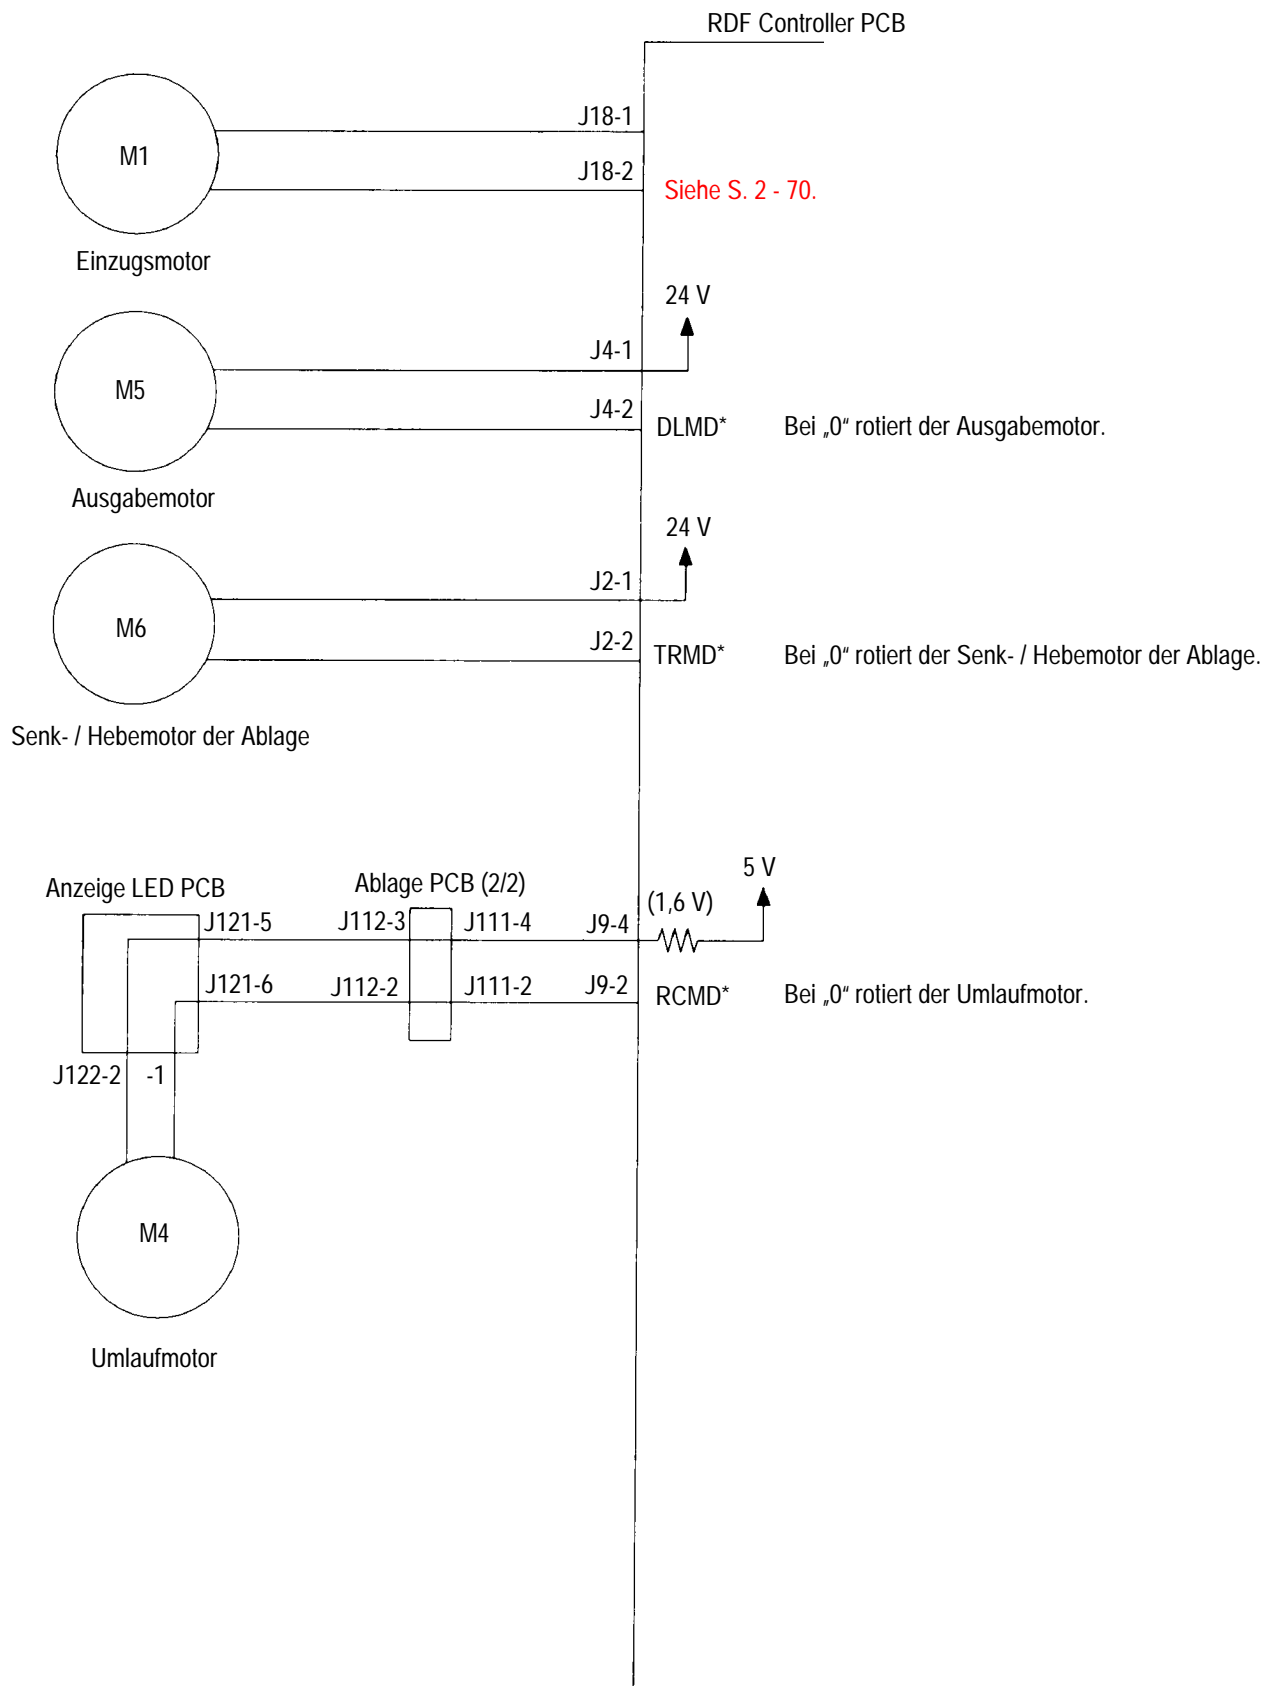 RDF Controller PCB
J18-1
M1
J18-2
Siehe S. 2 - 70.
Einzugsmotor
24 V
J4-1
M5
J4-2
DLMD* Bei „0“ rotiert der Ausgabemotor.
Ausgabemotor
24 V
J2-1
M6
J2-2
TRMD* Bei „0“ rotiert der Senk- / Hebemotor der Ablage.
Senk- / Hebemotor der Ablage
5 V
Anzeige LED PCB
Ablage PCB (2/2)
(1,6 V)
J121-5 J112-3 J111-4 J9-4
J121-6 J112-2 J111-2 J9-2
RCMD* Bei „0“ rotiert der Umlaufmotor.
J122-2 -1
M4
Umlaufmotor